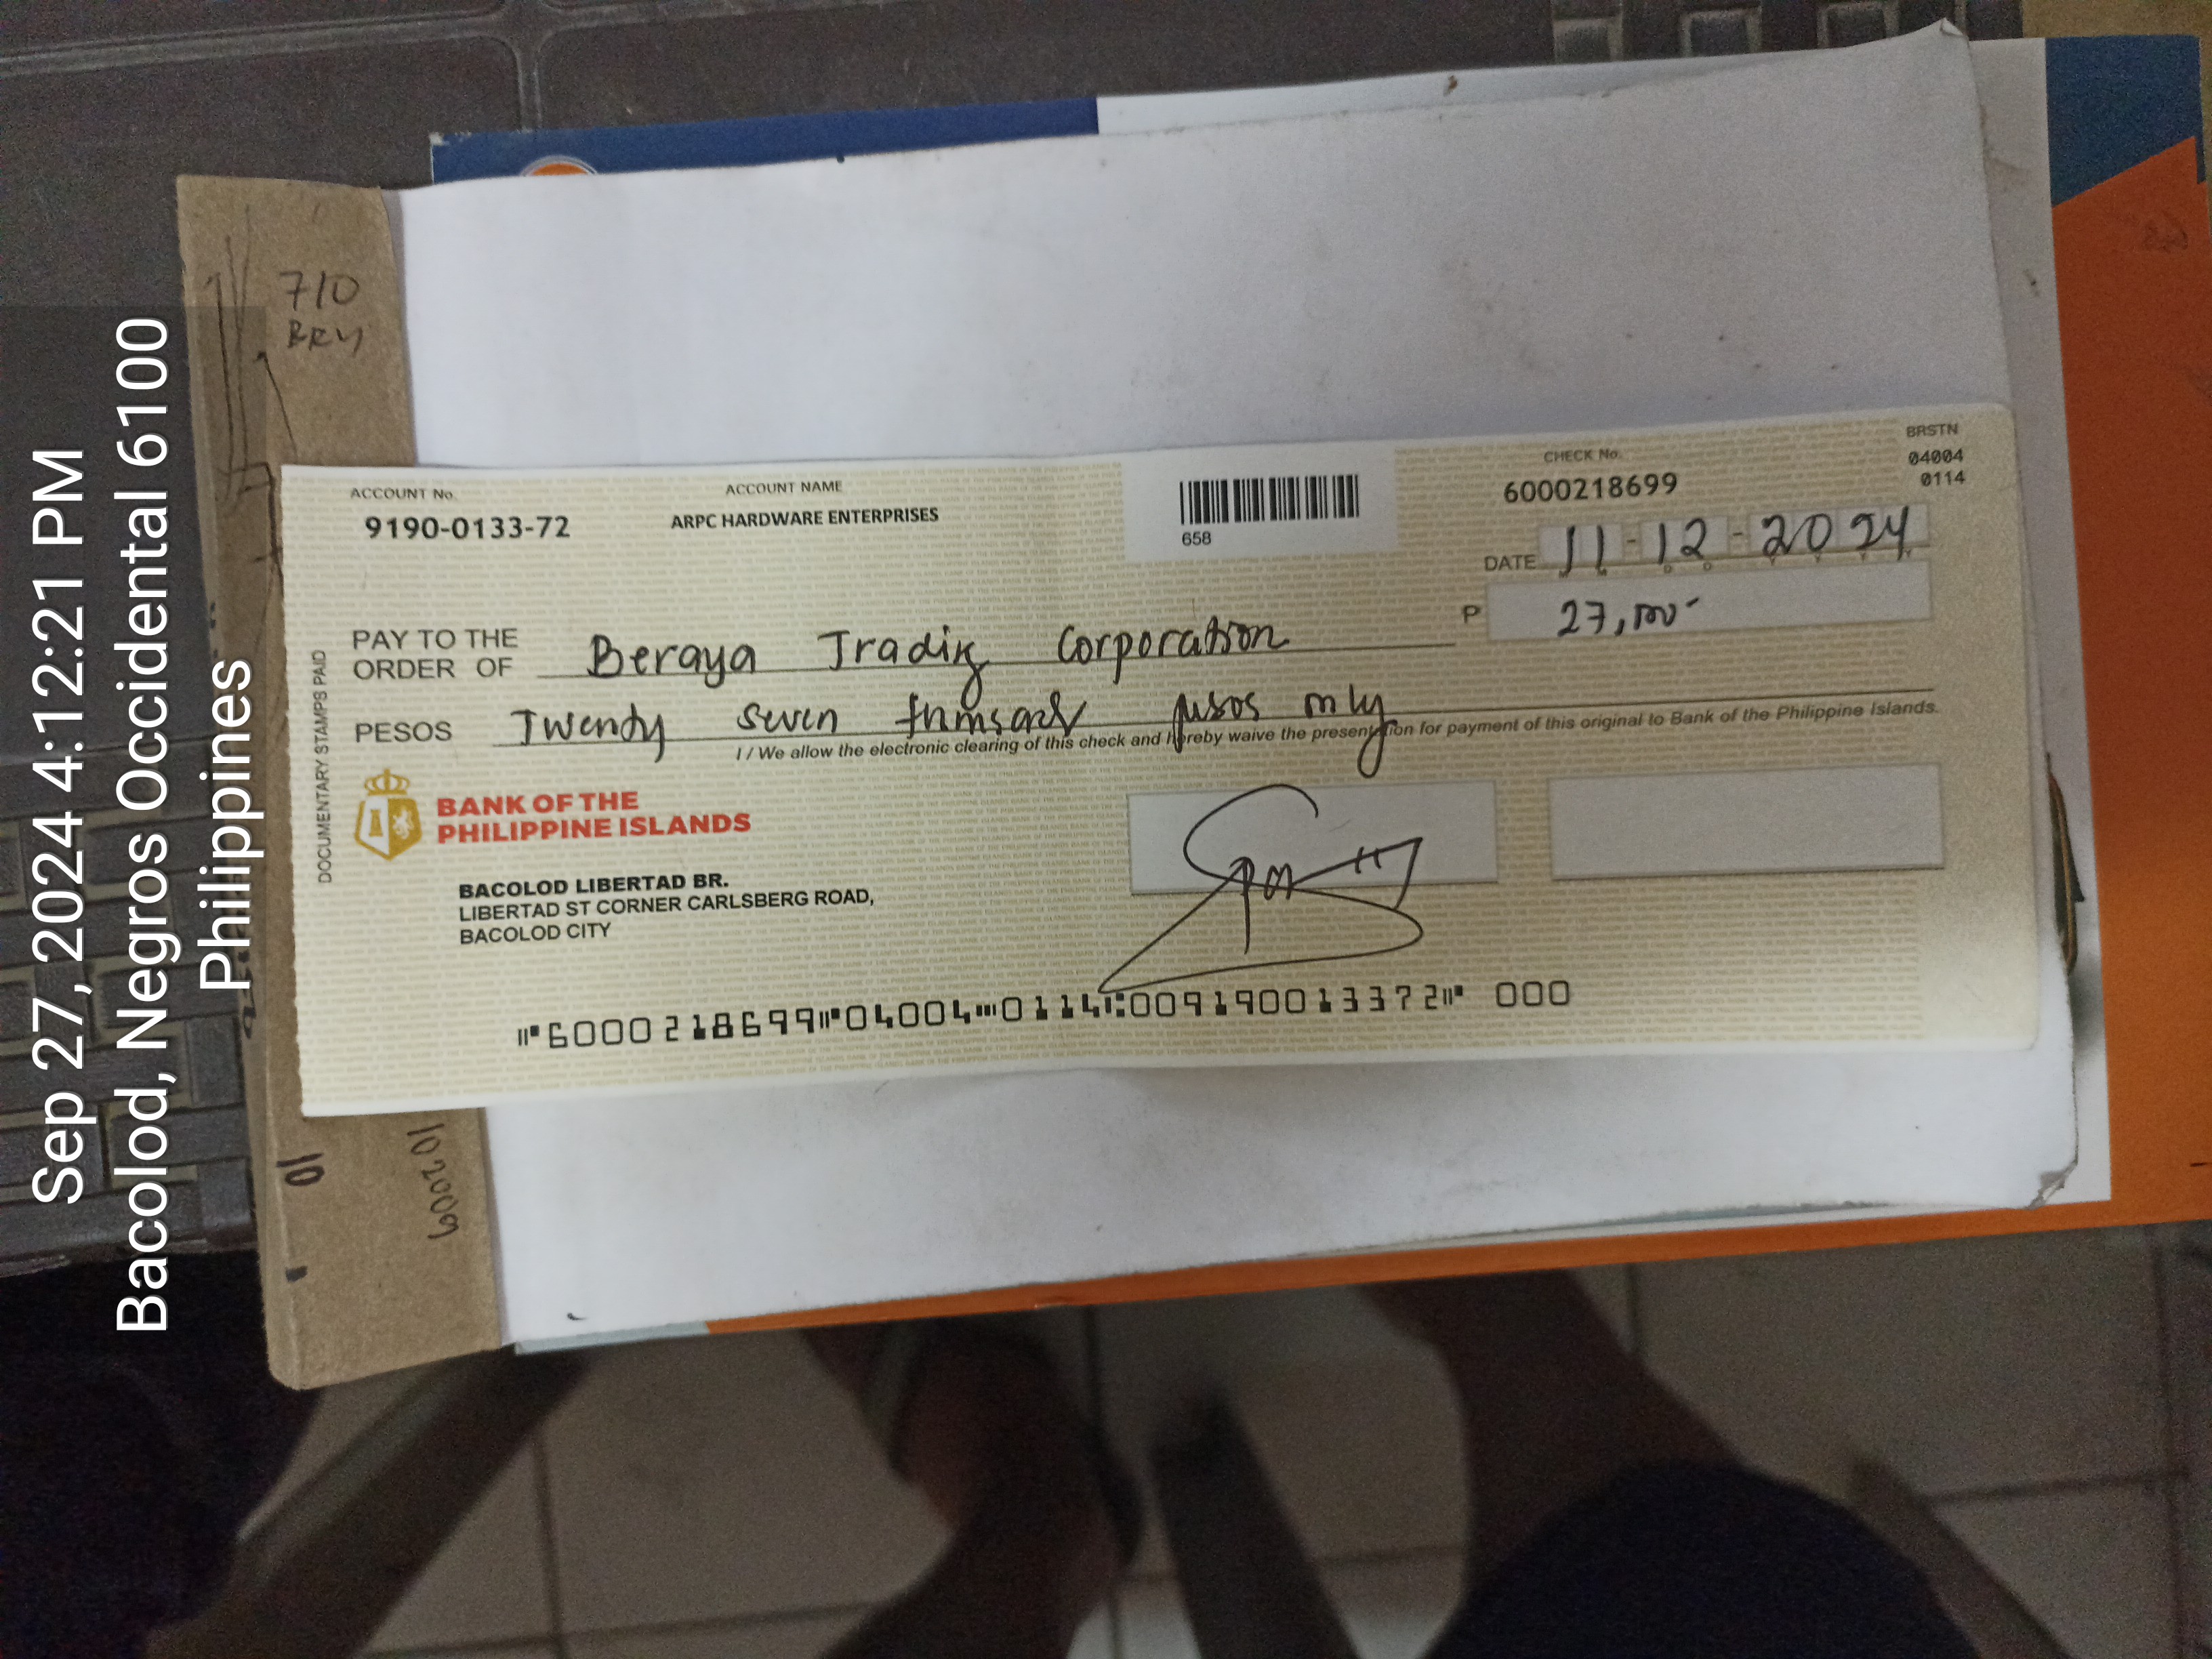 Sep 27, 2024 4:12:21 PM
Bacolod, Negros Occidental 6100
Philippines
710
BRY
ACCOUNT No.
9190-0133-72
ACCOUNT NAME
ARPC HARDWARE ENTERPRISES
658
CHECK No.
6000218699
BRSTN
04004
0114
DATE 11-12-2024
PAY TO THE
ORDER OF Beraya Trading Corporation
P 27,000-
PESOS Twenty seven thousand pesos only
I / We allow the electronic clearing of this check and hereby waive the presentation for payment of this original to Bank of the Philippine Islands.
DOCUMENTARY STAMPS PAID
BANK OF THE
PHILIPPINE ISLANDS
BACOLOD LIBERTAD BR.
LIBERTAD ST CORNER CARLSBERG ROAD,
BACOLOD CITY
⑈6000218699⑈04004⑉0114⑆009190013372⑈ 000
10